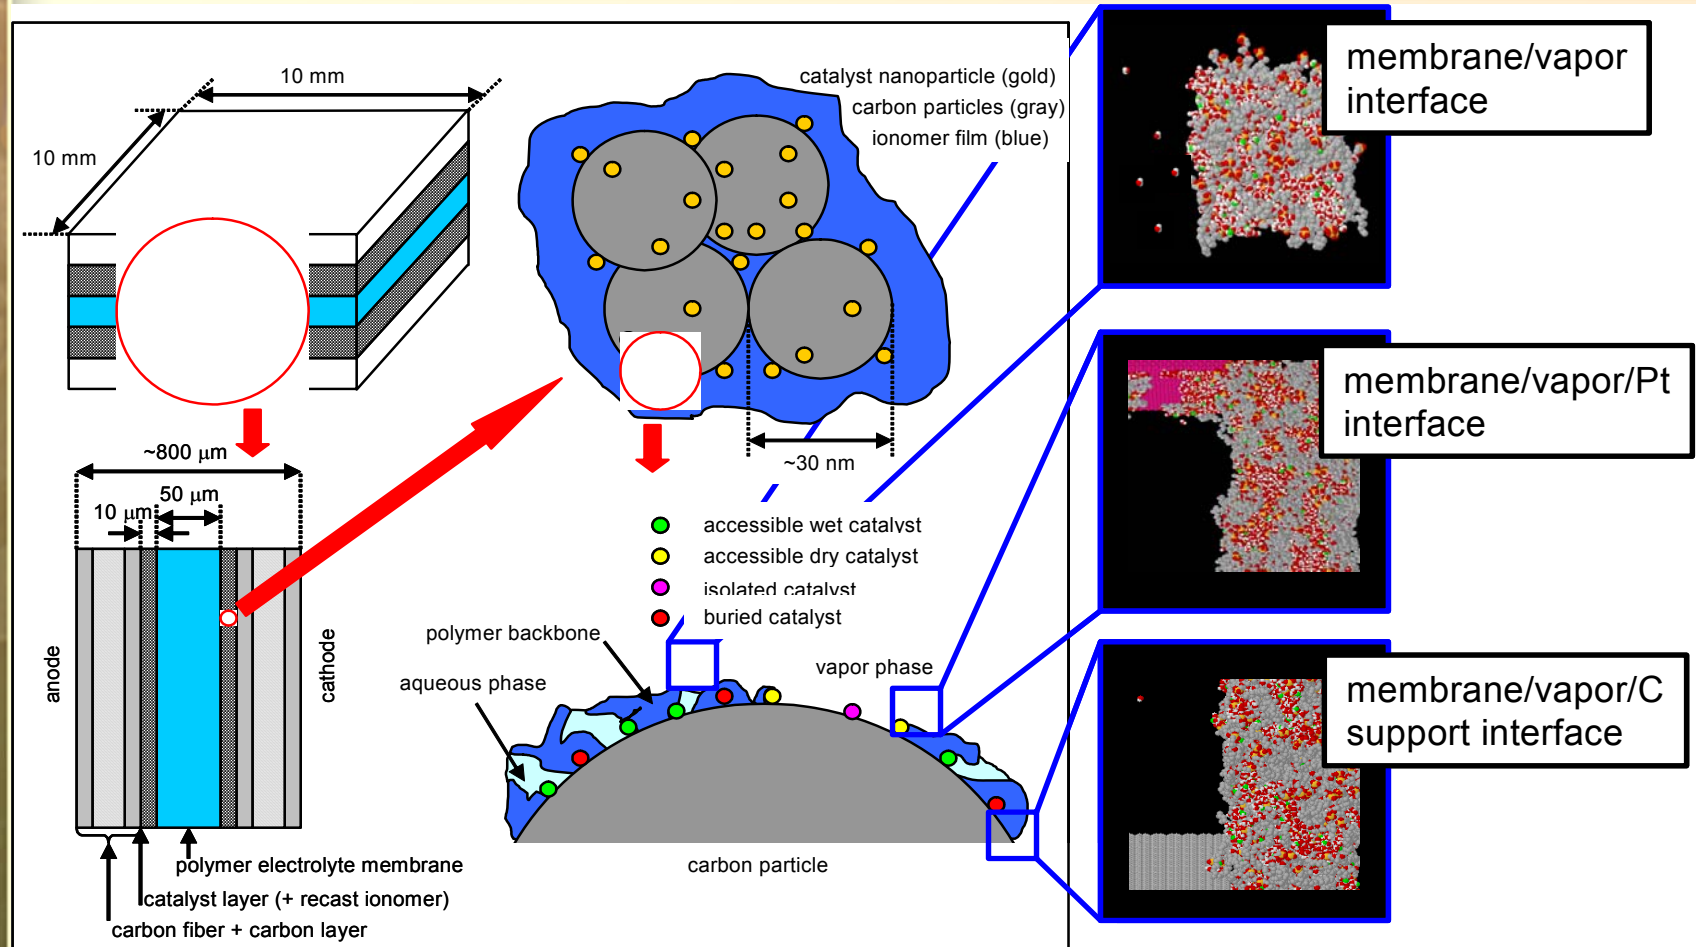 10 mm
10 mm
catalyst nanoparticle (gold)
carbon particles (gray)
ionomer film (blue)
membrane/vapor
interface
~800 μm
50 μm
10 μm
~30 nm
membrane/vapor/Pt
interface
accessible wet catalyst
accessible dry catalyst
isolated catalyst
buried catalyst
polymer backbone
aqueous phase
vapor phase
anode
cathode
membrane/vapor/C
support interface
carbon particle
polymer electrolyte membrane
catalyst layer (+ recast ionomer)
carbon fiber + carbon layer